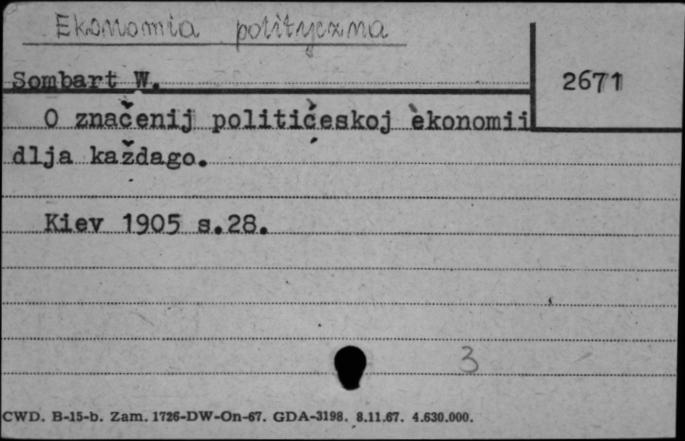 Ekonomia polityczna
Sombart W.
2671
O značenij političeskoj èkonomii
dlja každago.
Kiev 1905 s.28.
3
CWD. B-15-b. Zam. 1726-DW-On-67. GDA-3198. 8.11.67. 4.630.000.